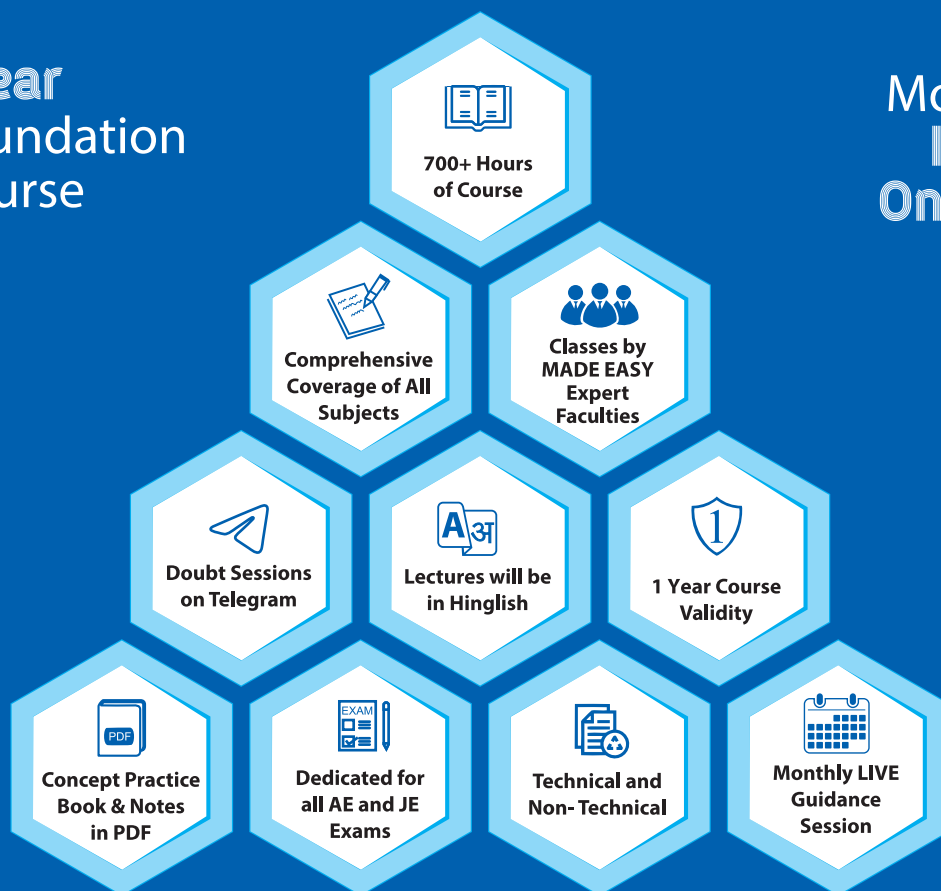 700+ Hours
of Course
Comprehensive
Coverage of All
Subjects
Classes by
MADE EASY
Expert
Faculties
A अ
Doubt Sessions
on Telegram
Lectures will be
in Hinglish
1
1 Year Course
Validity
PDF
Concept Practice
Book & Notes
in PDF
EXAM
Dedicated for
all AE and JE
Exams
Technical and
Non- Technical
Monthly LIVE
Guidance
Session